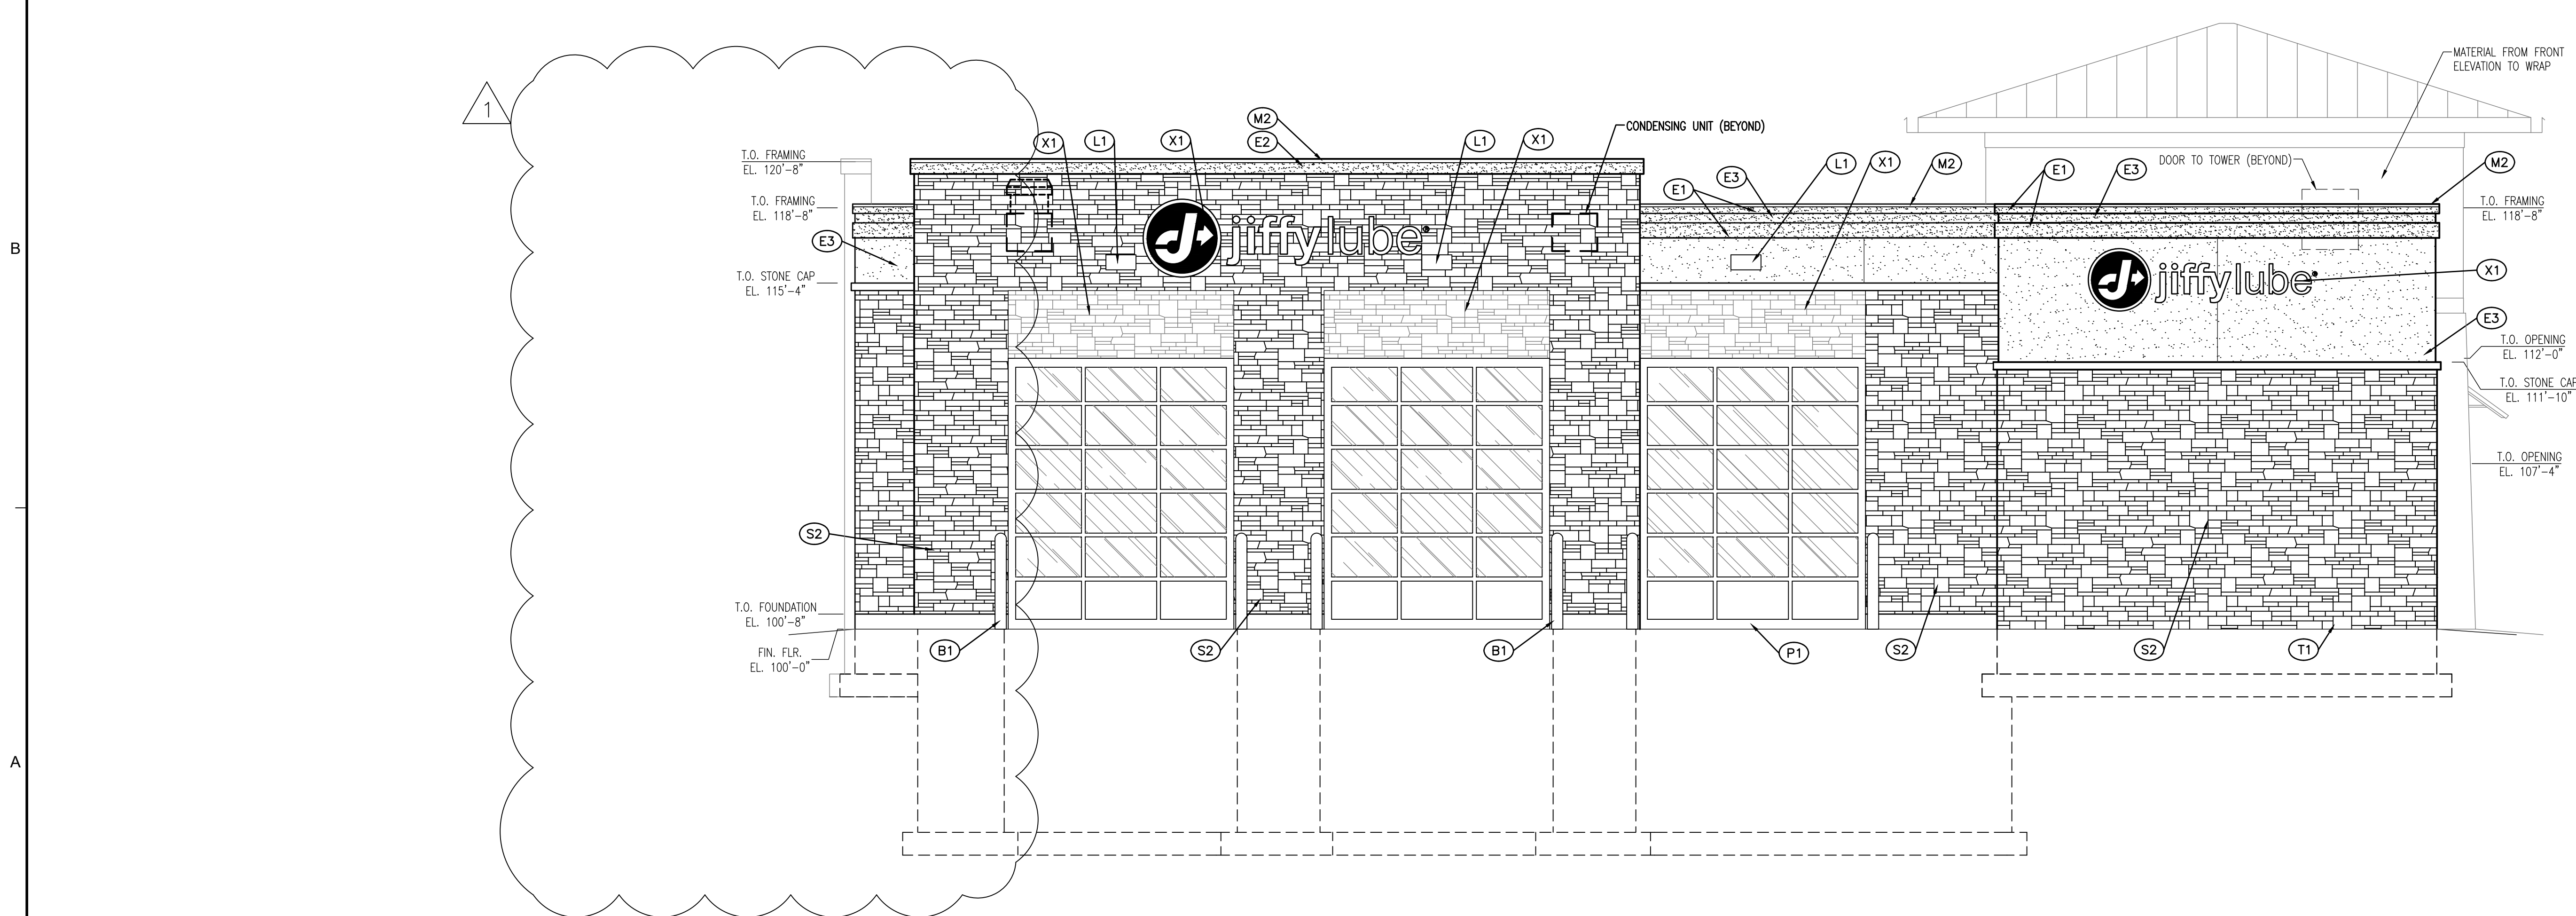 MATERIAL FROM FRONT
ELEVATION TO WRAP
1
M2
CONDENSING UNIT (BEYOND)
X1
L1
X1
E2
L1
X1
T.O. FRAMING
EL. 120'-8"
DOOR TO TOWER (BEYOND)
L1
X1
M2
E1
E3
M2
E1
E3
T.O. FRAMING
EL. 118'-8"
T.O. FRAMING
EL. 118'-8"
E3
jiffy lube
B
T.O. STONE CAP
EL. 115'-4"
jiffy lube
X1
E3
T.O. OPENING
EL. 112'-0"
T.O. STONE CAP
EL. 111'-10"
T.O. OPENING
EL. 107'-4"
S2
T.O. FOUNDATION
EL. 100'-8"
FIN. FLR.
EL. 100'-0"
B1
S2
B1
P1
S2
S2
T1
A